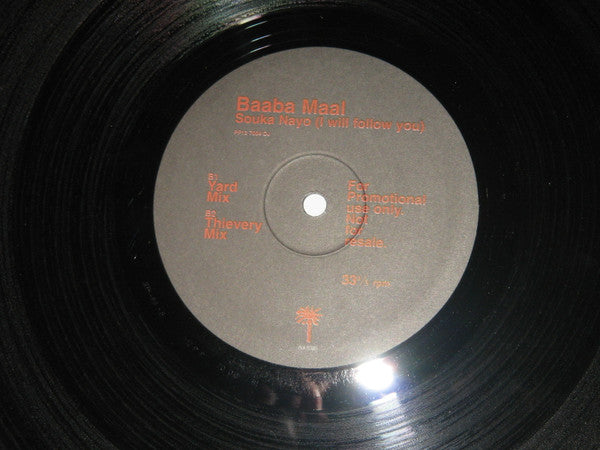 Baaba Maal
Souka Nayo (I will follow you)
B1
Yard
Mix
B2
Thievery
Mix
For
Promotional
use only.
Not
for
resale.
33⅓ rpm